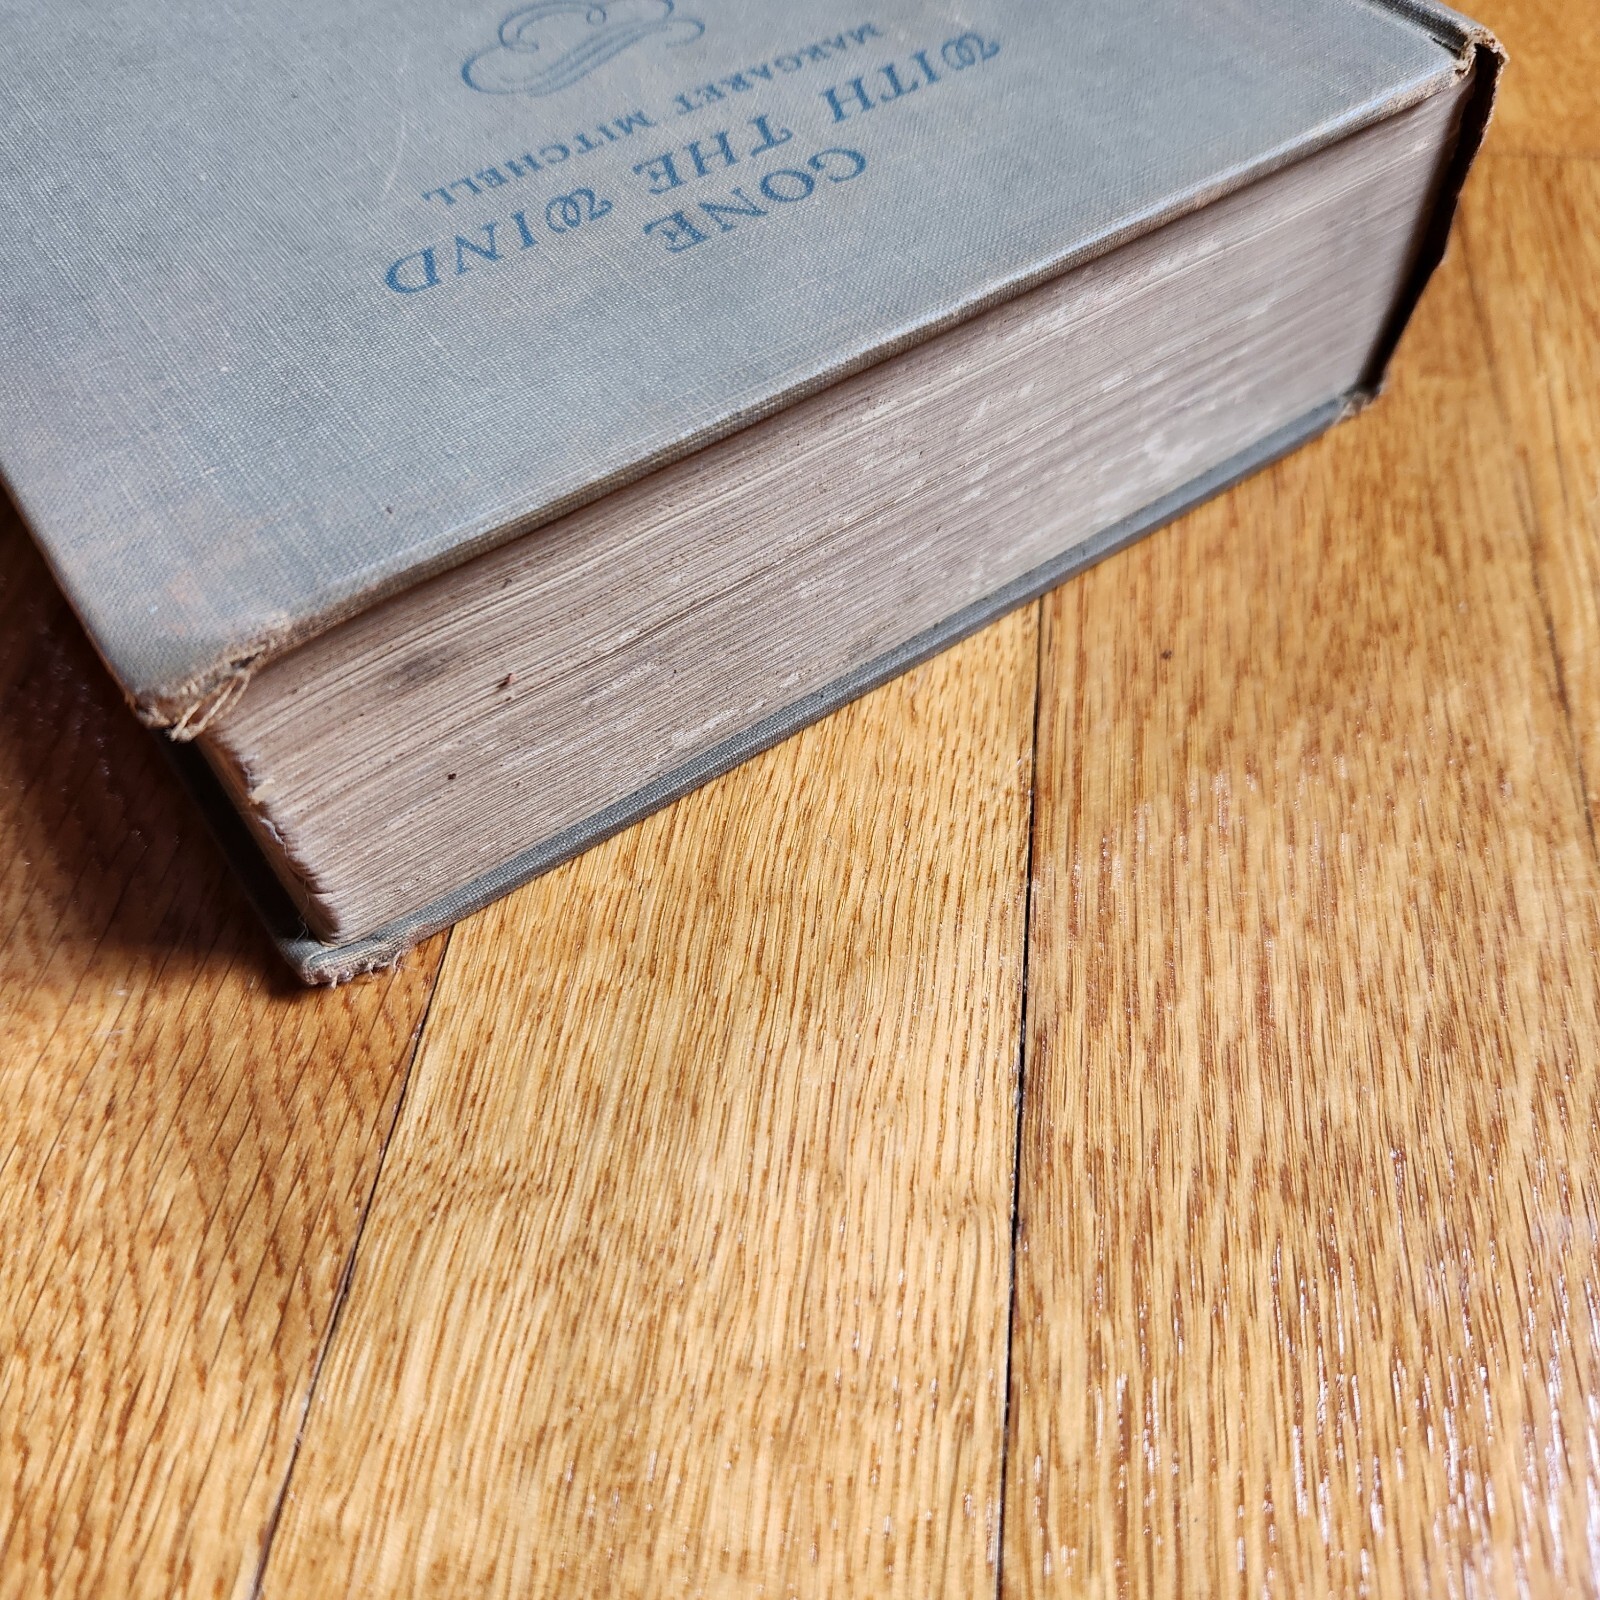 GONE
WITH THE WIND
MARGARET MITCHELL